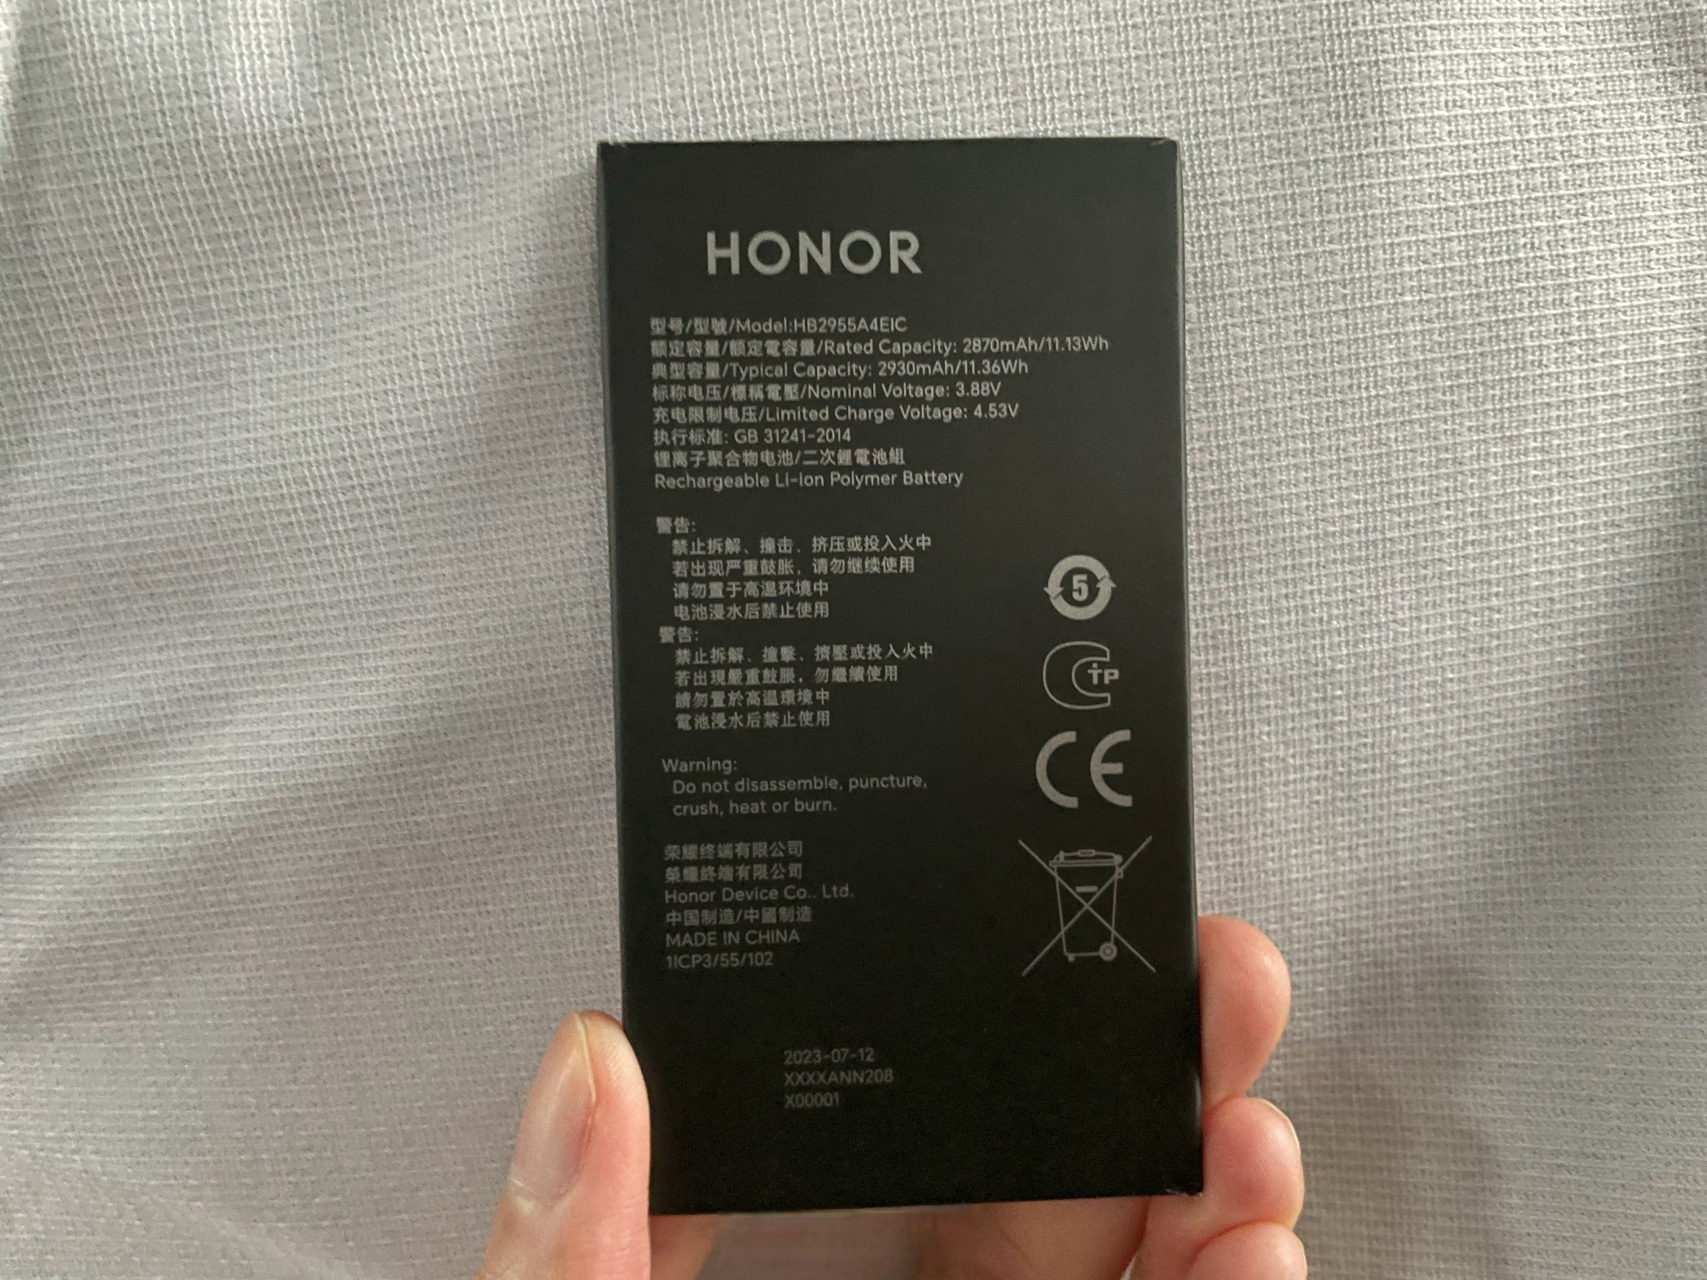 HONOR
型号/型號/Model:HB2955A4EIC
额定容量/額定電容量/Rated Capacity: 2870mAh/11.13Wh
典型容量/Typical Capacity: 2930mAh/11.36Wh
标称电压/標稱電壓/Nominal Voltage: 3.88V
充电限制电压/Limited Charge Voltage: 4.53V
执行标准: GB 31241-2014
锂离子聚合物电池/二次鋰電池組
Rechargeable Li-ion Polymer Battery
警告:
禁止拆解、撞击、挤压或投入火中
若出现严重鼓胀，请勿继续使用
请勿置于高温环境中
电池浸水后禁止使用
警告:
禁止拆解、撞擊、擠壓或投入火中
若出現嚴重鼓脹，勿繼續使用
請勿置於高溫環境中
電池浸水后禁止使用
Warning:
Do not disassemble, puncture,
crush, heat or burn.
荣耀终端有限公司
榮耀終端有限公司
Honor Device Co., Ltd.
中国制造/中國制造
MADE IN CHINA
1ICP3/55/102
5
CTP
CE
2023-07-12
XXXXANN208
X00001